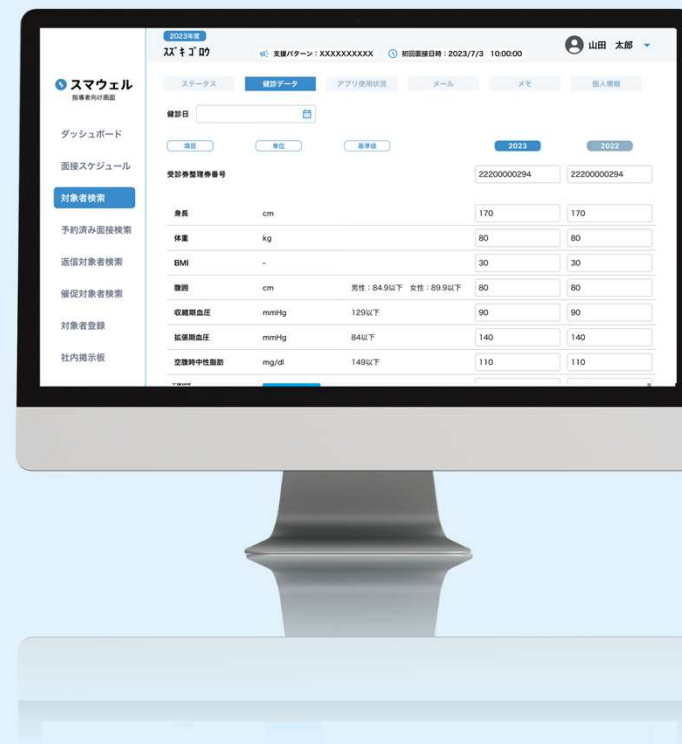 2023年度
スズキ ゴロウ
支援パターン:XXXXXXXXXX
初回面接日時:2023/7/3 10:00:00
山田 太郎
スマウェル
指導者向け画面
ダッシュボード
面接スケジュール
対象者検索
予約済み面接検索
返信対象者検索
催促対象者検索
対象者登録
社内掲示板
ステータス 健診データ アプリ使用状況 メール メモ 個人情報
健診日
項目 単位 基準値 2023 2022
受診券整理券番号 22200000294 22200000294
身長 cm 170 170
体重 kg 80 80
BMI - 30 30
腹囲 cm 男性:84.9以下 女性:89.9以下 80 80
収縮期血圧 mmHg 129以下 90 90
拡張期血圧 mmHg 84以下 140 140
空腹時中性脂肪 mg/dl 149以下 110 110